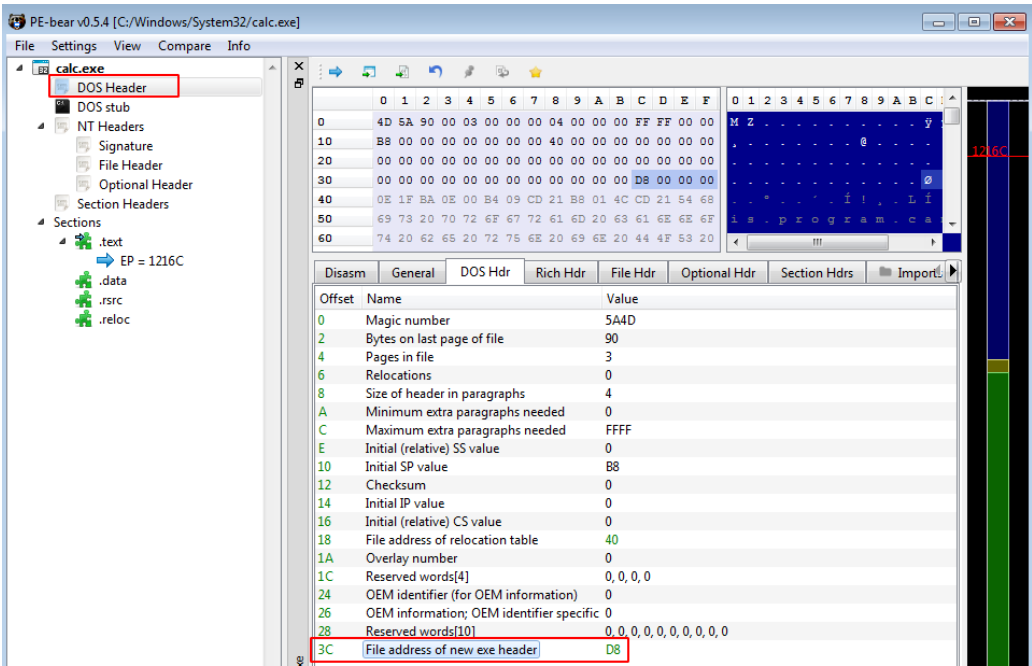 PE-bear v0.5.4 [C:/Windows/System32/calc.exe]
File Settings View Compare Info
calc.exe
DOS Header
DOS stub
NT Headers
Signature
File Header
Optional Header
Section Headers
Sections
.text
EP = 1216C
.data
.rsrc
.reloc
0 1 2 3 4 5 6 7 8 9 A B C D E F 0 1 2 3 4 5 6 7 8 9 A B C
0 4D 5A 90 00 03 00 00 00 04 00 00 00 FF FF 00 00 M Z . . . . . . . . . . ÿ
10 B8 00 00 00 00 00 00 00 40 00 00 00 00 00 00 00 ¸ . . . . . . . @ . . . .
20 00 00 00 00 00 00 00 00 00 00 00 00 00 00 00 00 . . . . . . . . . . . . .
30 00 00 00 00 00 00 00 00 00 00 00 00 D8 00 00 00 . . . . . . . . . . . . Ø
40 0E 1F BA 0E 00 B4 09 CD 21 B8 01 4C CD 21 54 68 . . º . . ´ . Í ! ¸ . L Í
50 69 73 20 70 72 6F 67 72 61 6D 20 63 61 6E 6E 6F i s . p r o g r a m . c a
60 74 20 62 65 20 72 75 6E 20 69 6E 20 44 4F 53 20
1216C
Disasm General DOS Hdr Rich Hdr File Hdr Optional Hdr Section Hdrs Imports
Offset Name Value
0 Magic number 5A4D
2 Bytes on last page of file 90
4 Pages in file 3
6 Relocations 0
8 Size of header in paragraphs 4
A Minimum extra paragraphs needed 0
C Maximum extra paragraphs needed FFFF
E Initial (relative) SS value 0
10 Initial SP value B8
12 Checksum 0
14 Initial IP value 0
16 Initial (relative) CS value 0
18 File address of relocation table 40
1A Overlay number 0
1C Reserved words[4] 0, 0, 0, 0
24 OEM identifier (for OEM information) 0
26 OEM information; OEM identifier specific 0
28 Reserved words[10] 0, 0, 0, 0, 0, 0, 0, 0, 0, 0
3C File address of new exe header D8